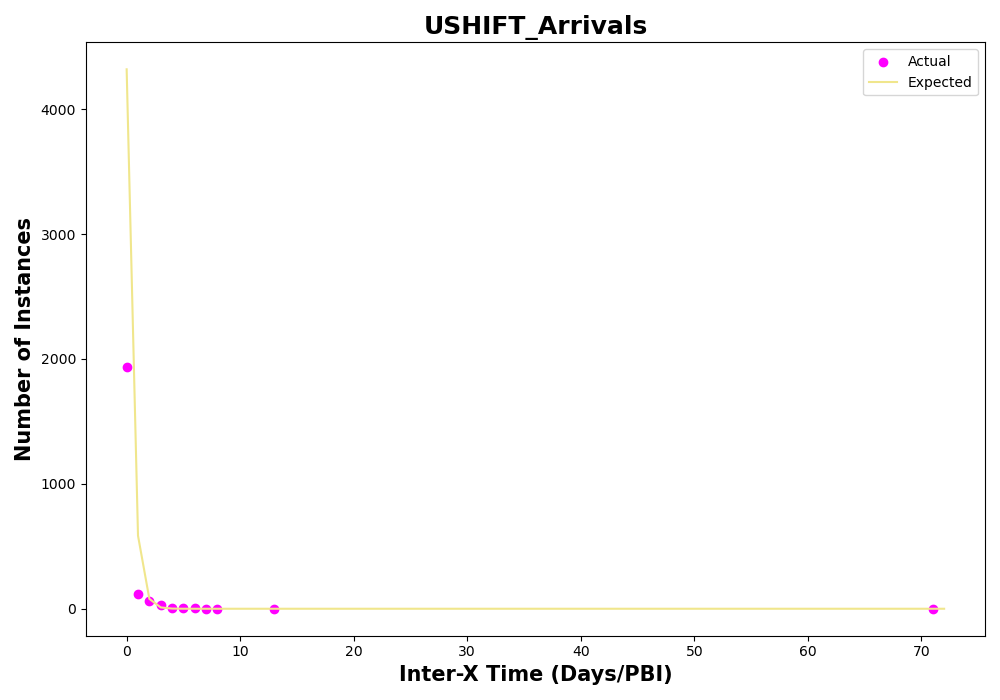 USHIFT_Arrivals
Actual
Expected
Number of Instances
4000
3000
2000
1000
0
0 10 20 30 40 50 60 70
Inter-X Time (Days/PBI)